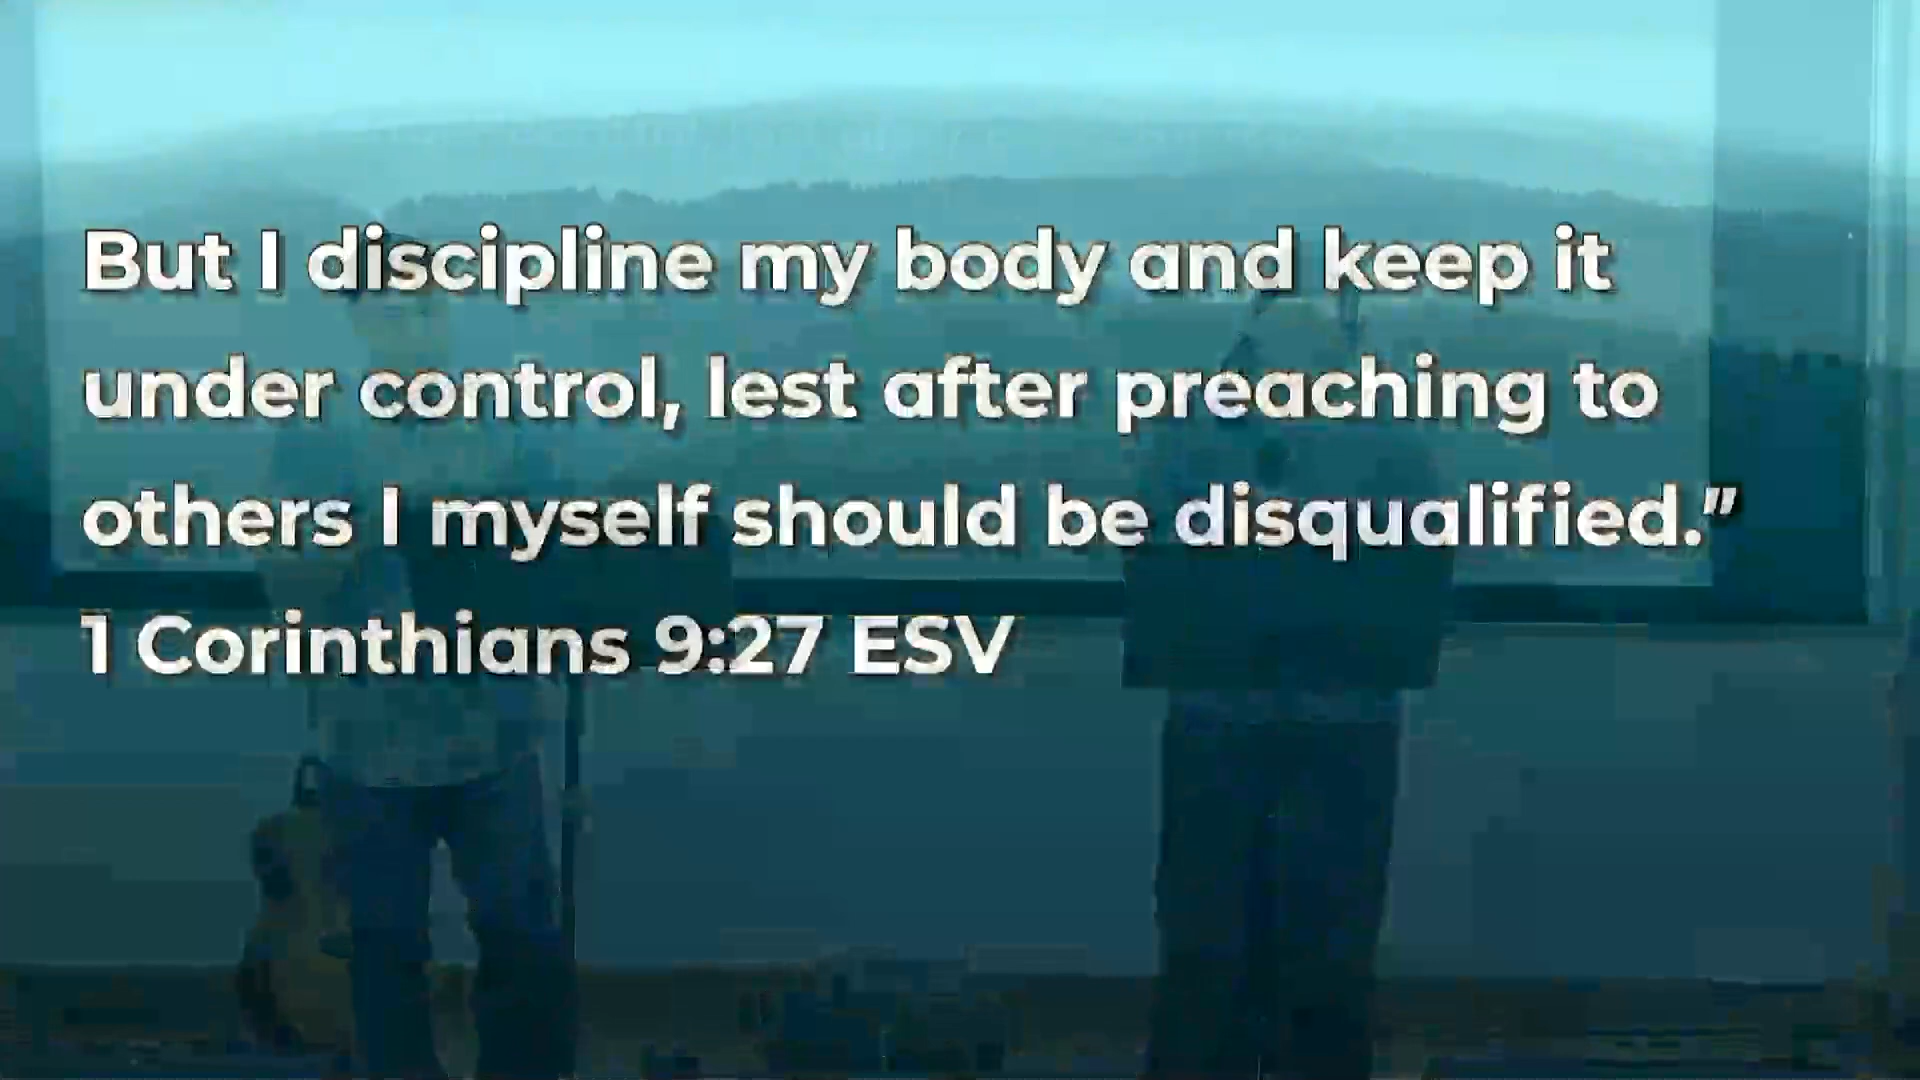 But I discipline my body and keep it
under control, lest after preaching to
others I myself should be disqualified.”
1 Corinthians 9:27 ESV